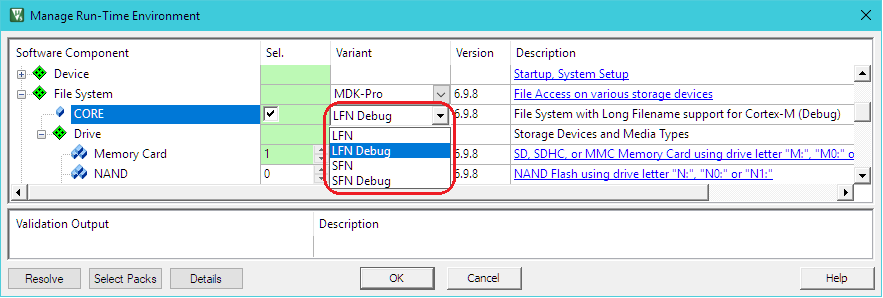 Manage Run-Time Environment
Software Component Sel. Variant Version Description
Device Startup, System Setup
File System MDK-Pro 6.9.8 File Access on various storage devices
CORE LFN Debug 6.9.8 File System with Long Filename support for Cortex-M (Debug)
Drive LFN Storage Devices and Media Types
Memory Card 1 LFN Debug 6.9.8 SD, SDHC, or MMC Memory Card using drive letter "M:", "M0:" o
SFN
NAND 0 SFN Debug 6.9.8 NAND Flash using drive letter "N:", "N0:" or "N1:"
Validation Output Description
Resolve Select Packs Details OK Cancel Help